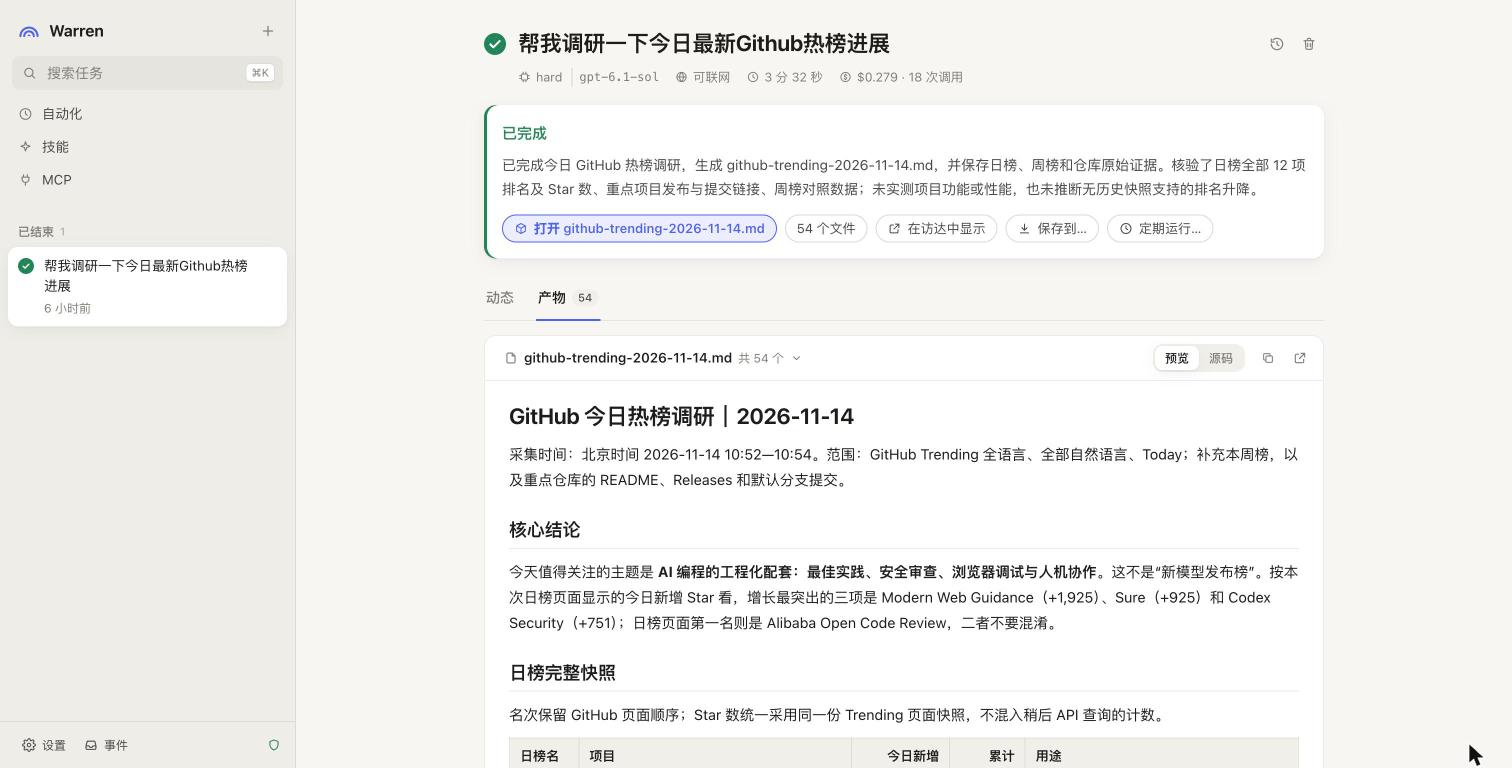 Warren
搜索任务
⌘K
自动化
技能
MCP
已结束 1
帮我调研一下今日最新Github热榜
进展
6 小时前
设置
事件
帮我调研一下今日最新Github热榜进展
hard
gpt-6.1-sol
可联网
3 分 32 秒
$0.279 · 18 次调用
已完成
已完成今日 GitHub 热榜调研，生成 github-trending-2026-11-14.md，并保存日榜、周榜和仓库原始证据。核验了日榜全部 12 项
排名及 Star 数、重点项目发布与提交链接、周榜对照数据；未实测项目功能或性能，也未推断无历史快照支持的排名升降。
打开 github-trending-2026-11-14.md
54 个文件
在访达中显示
保存到...
定期运行...
动态
产物 54
github-trending-2026-11-14.md 共 54 个
预览
源码
GitHub 今日热榜调研｜2026-11-14
采集时间：北京时间 2026-11-14 10:52—10:54。范围：GitHub Trending 全语言、全部自然语言、Today；补充本周榜，以
及重点仓库的 README、Releases 和默认分支提交。
核心结论
今天值得关注的主题是 AI 编程的工程化配套：最佳实践、安全审查、浏览器调试与人机协作。这不是“新模型发布榜”。按本
次日榜页面显示的今日新增 Star 看，增长最突出的三项是 Modern Web Guidance（+1,925）、Sure（+925）和 Codex
Security（+751）；日榜页面第一名则是 Alibaba Open Code Review，二者不要混淆。
日榜完整快照
名次保留 GitHub 页面顺序；Star 数统一采用同一份 Trending 页面快照，不混入稍后 API 查询的计数。
日榜名 项目 今日新增 累计 用途